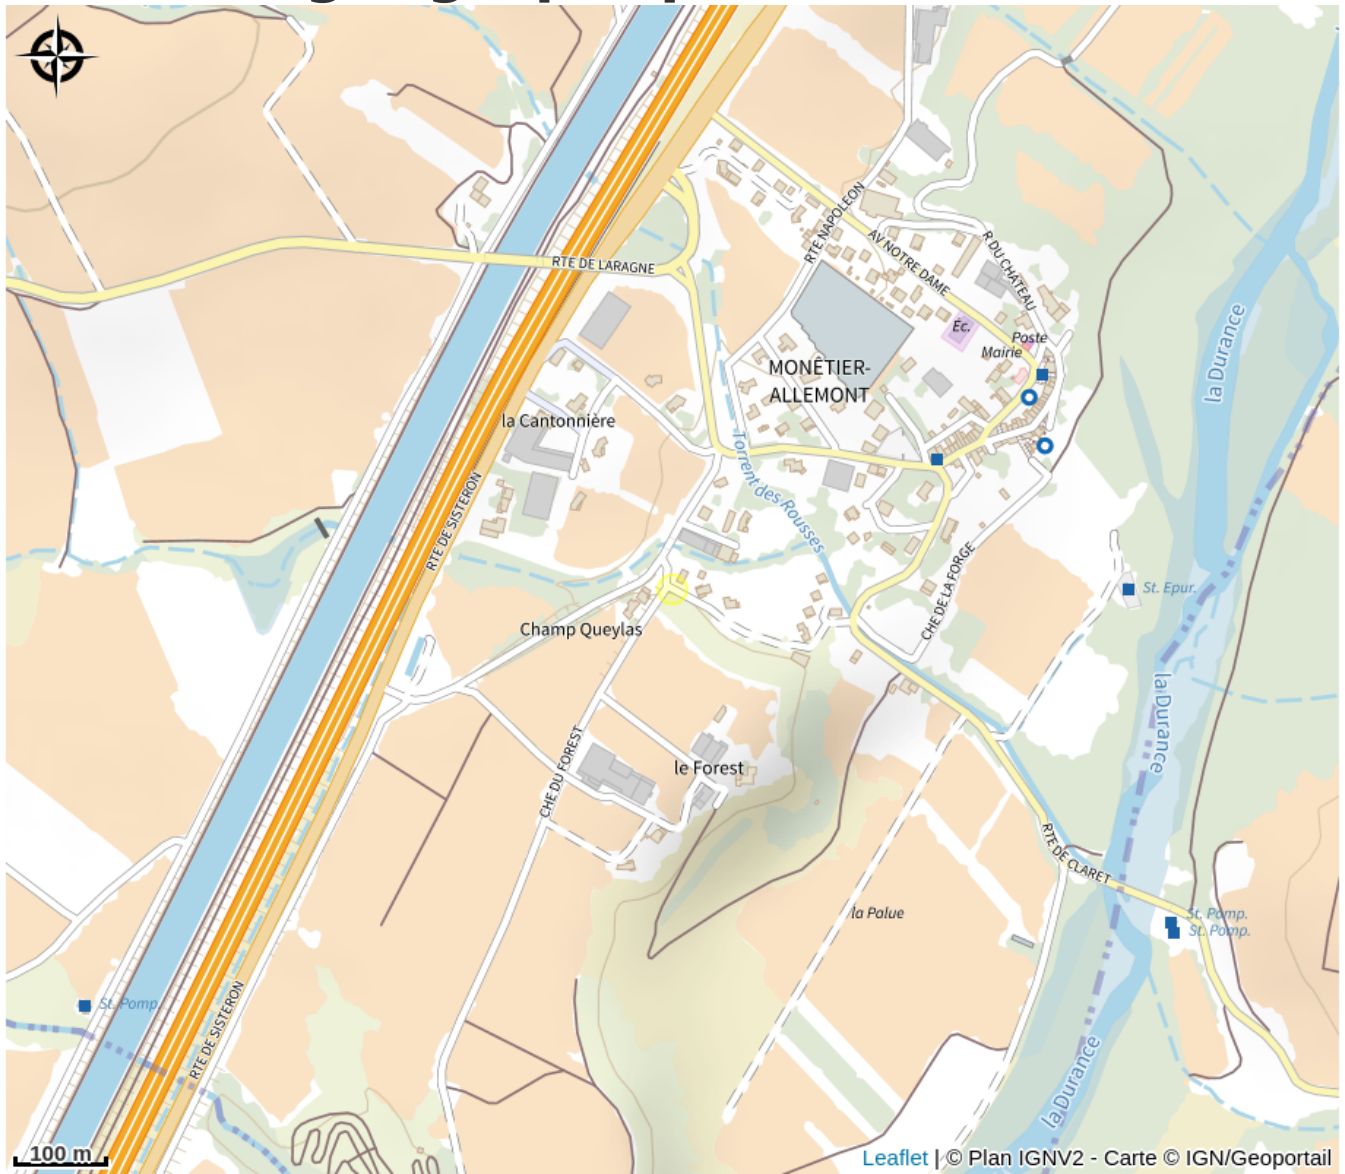 RTE NAPOLEON
AV NOTRE DAME
R DU CHÂTEAU
RTE DE LARAGNE
la Durance
Éc.
Poste
Mairie
MONÊTIER-
ALLEMONT
la Cantonnière
Torrent des Rousses
RTE DE SISTERON
CHE DE LA FORGE
St. Epur.
Champ Queylas
la Durance
CHE DU FOREST
le Forest
RTE DE CLARET
la Palue
St. Pomp.
St. Pomp.
St. Pomp.
RTE DE SISTERON
la Durance
100 m
Leaflet | © Plan IGNV2 - Carte © IGN/Geoportail